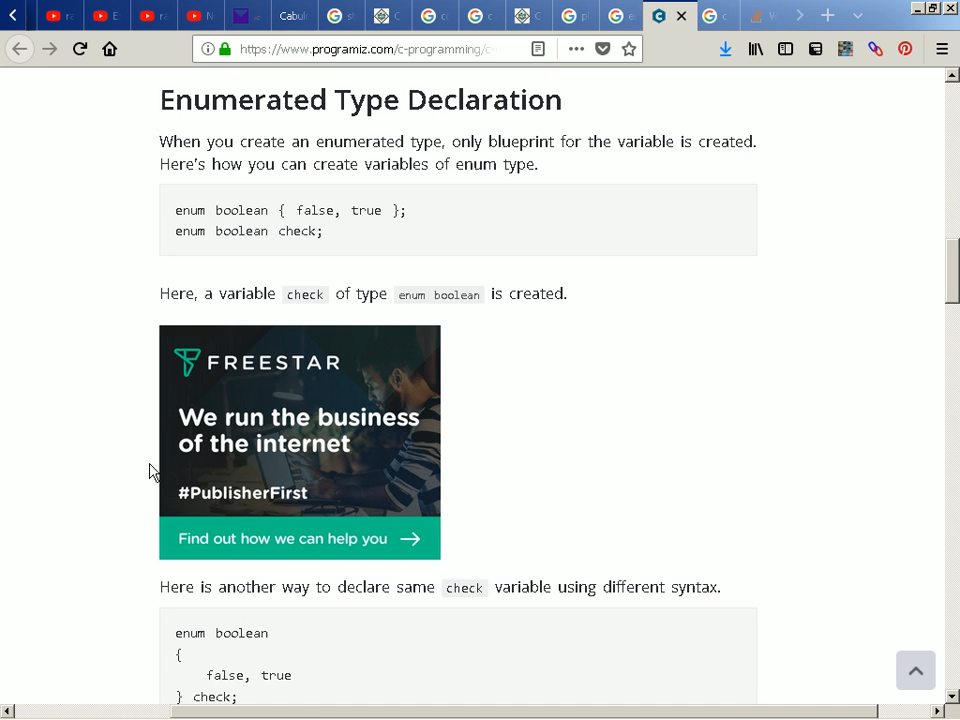 Cabul
https://www.programiz.com/c-programming/c-
Enumerated Type Declaration
When you create an enumerated type, only blueprint for the variable is created.
Here's how you can create variables of enum type.
enum boolean { false, true };
enum boolean check;
Here, a variable check of type enum boolean is created.
FREESTAR
We run the business
of the internet
#PublisherFirst
Find out how we can help you →
Here is another way to declare same check variable using different syntax.
enum boolean
{
false, true
} check;